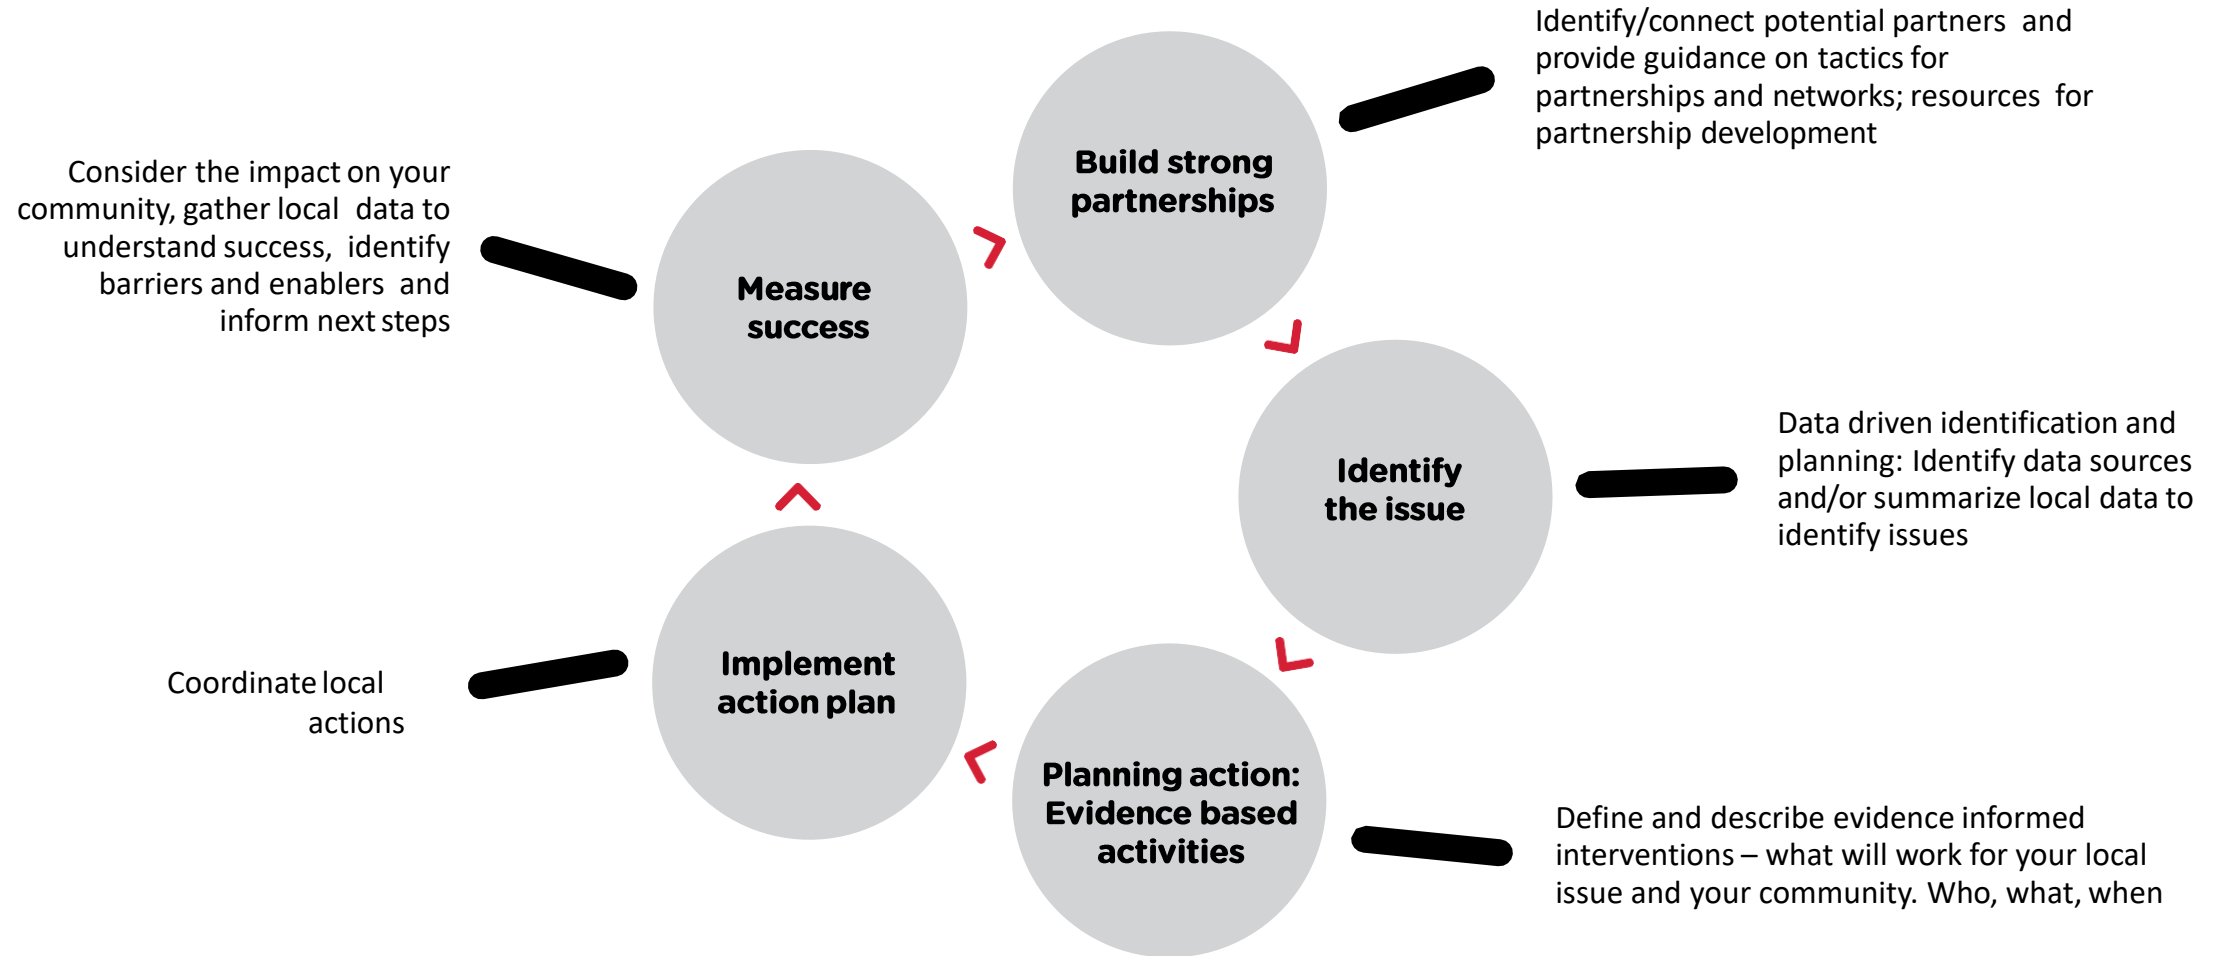 Identify/connect potential partners and
provide guidance on tactics for
partnerships and networks; resources for
partnership development
Build strong
partnerships
Consider the impact on your
community, gather local data to
understand success, identify
barriers and enablers and
inform next steps
Measure
success
Identify
the issue
Data driven identification and
planning: Identify data sources
and/or summarize local data to
identify issues
Implement
action plan
Coordinate local
actions
Planning action:
Evidence based
activities
Define and describe evidence informed
interventions – what will work for your local
issue and your community. Who, what, when